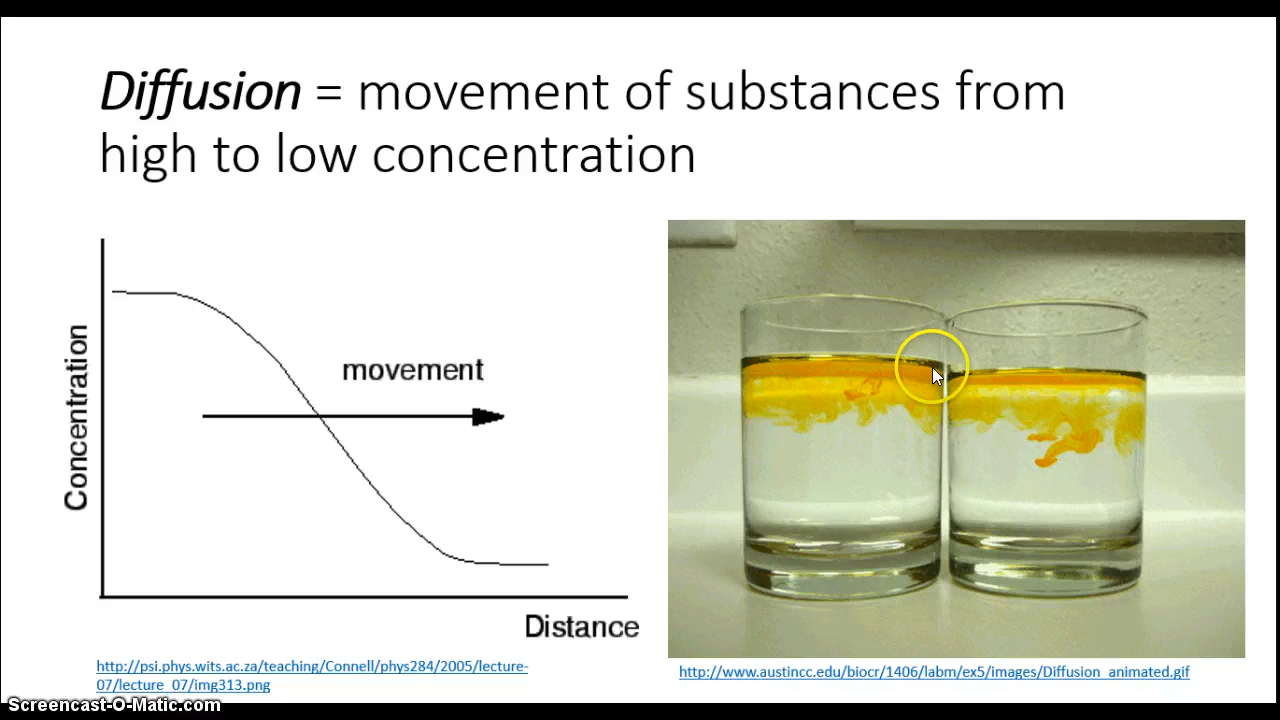 Diffusion = movement of substances from
high to low concentration
Concentration
movement
Distance
http://psi.phys.wits.ac.za/teaching/Connell/phys284/2005/lecture-
07/lecture_07/img313.png
http://www.austincc.edu/biocr/1406/labm/ex5/images/Diffusion_animated.gif
Screencast-O-Matic.com